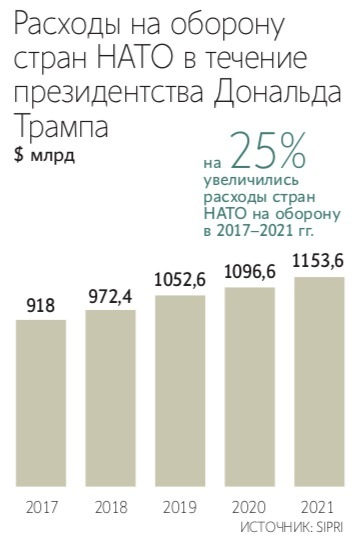 Расходы на оборону
стран НАТО в течение
президентства Дональда
Трампа
$ млрд
на 25%
увеличились
расходы стран
НАТО на оборону
в 2017–2021 гг.
918
972,4
1052,6
1096,6
1153,6
2017
2018
2019
2020
2021
ИСТОЧНИК: SIPRI